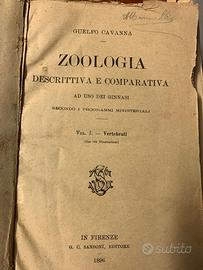 GUELFO CAVANNA
ZOOLOGIA
DESCRITTIVA E COMPARATIVA
AD USO DEI GINNASI
SECONDO I PROGRAMMI MINISTERIALI
VOL. I. — Vertebrati
IN FIRENZE
G. C. SANSONI, EDITORE
1896
subito